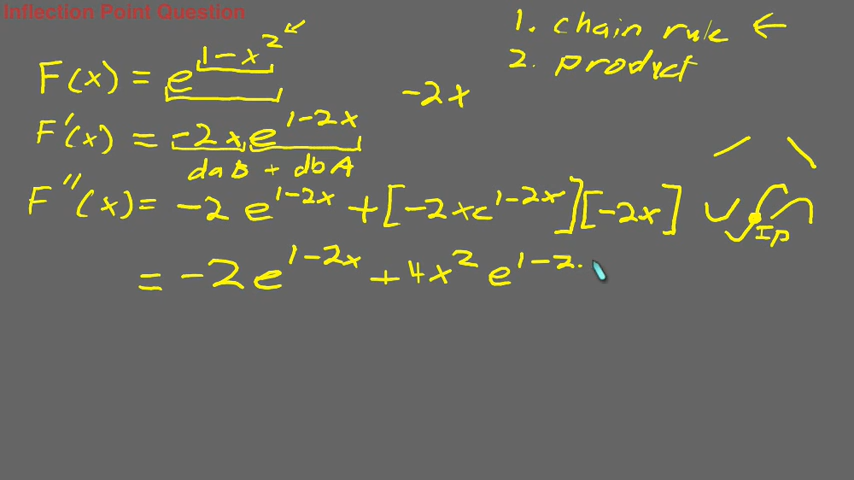 Inflection Point Question
1. chain rule ←
2. product
F(x) = e^{1-x^2} ↙
-2x
F'(x) = -2x e^{1-2x}
daB + dbA
F''(x) = -2 e^{1-2x} + [-2xe^{1-2x}][-2x]
IP
= -2 e^{1-2x} + 4x^2 e^{1-2.